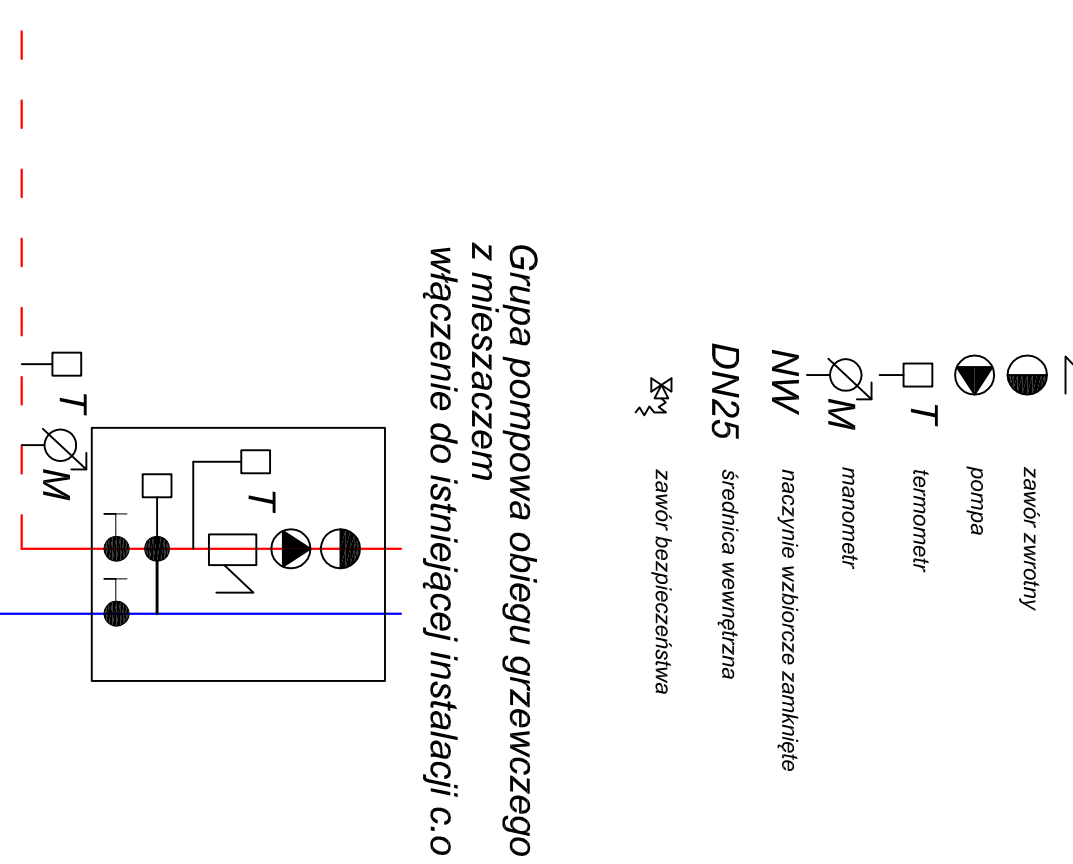 zawór zwrotny
pompa
T
termometr
M
manometr
NW
naczynie wzbiorcze zamknięte
DN25
średnica wewnętrzna
zawór bezpieczeństwa
Grupa pompowa obiegu grzewczego
z mieszaczem
włączenie do istniejącej instalacji c.o
T
T
M